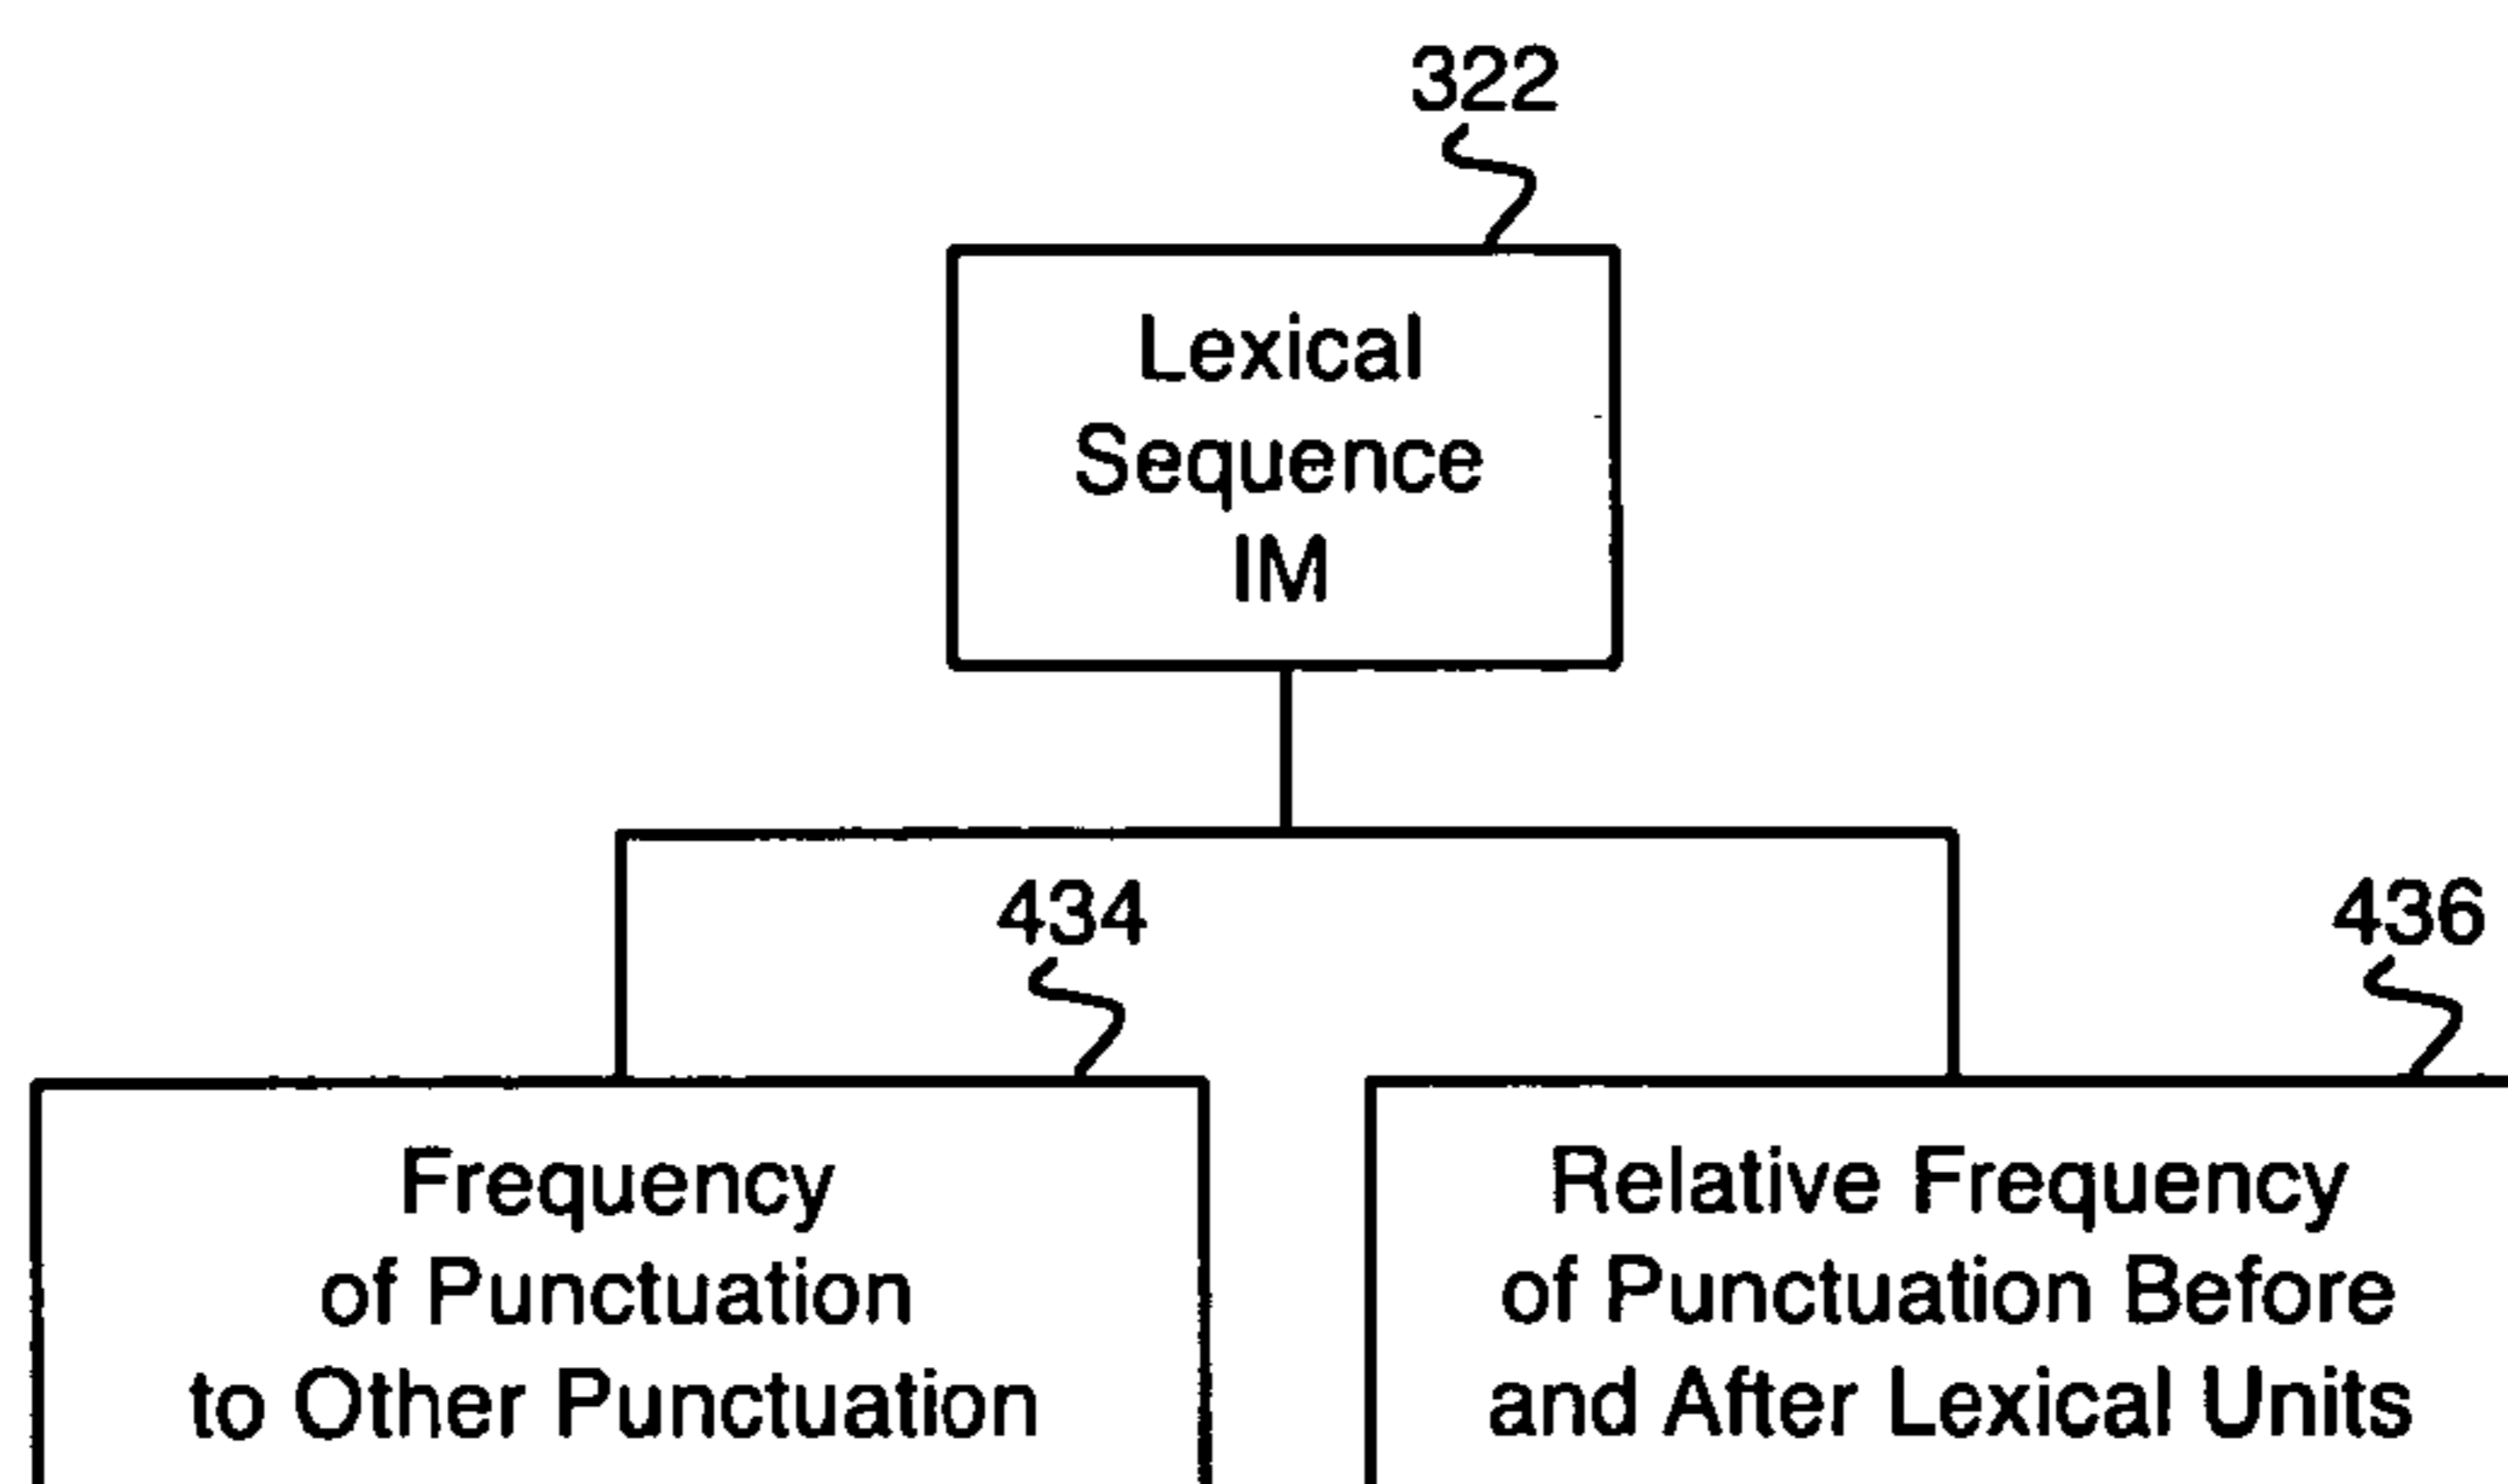 322
Lexical
Sequence
IM
434
436
Frequency
of Punctuation
to Other Punctuation
Relative Frequency
of Punctuation Before
and After Lexical Units